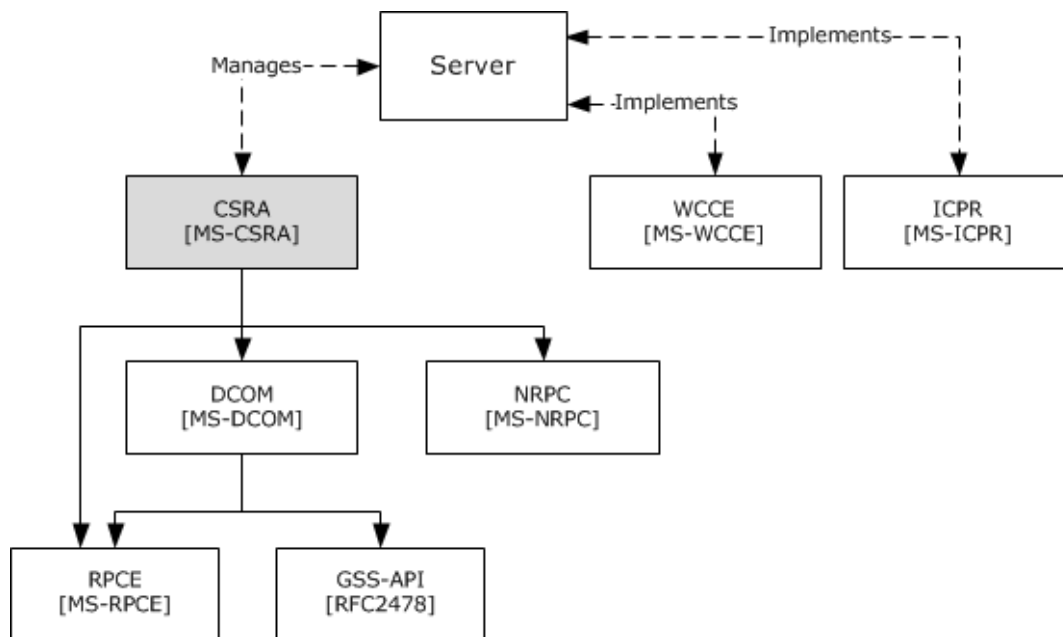 Implements
Server
Manages
Implements
CSRA
[MS-CSRA]
WCCE
[MS-WCCE]
ICPR
[MS-ICPR]
DCOM
[MS-DCOM]
NRPC
[MS-NRPC]
RPCE
[MS-RPCE]
GSS-API
[RFC2478]